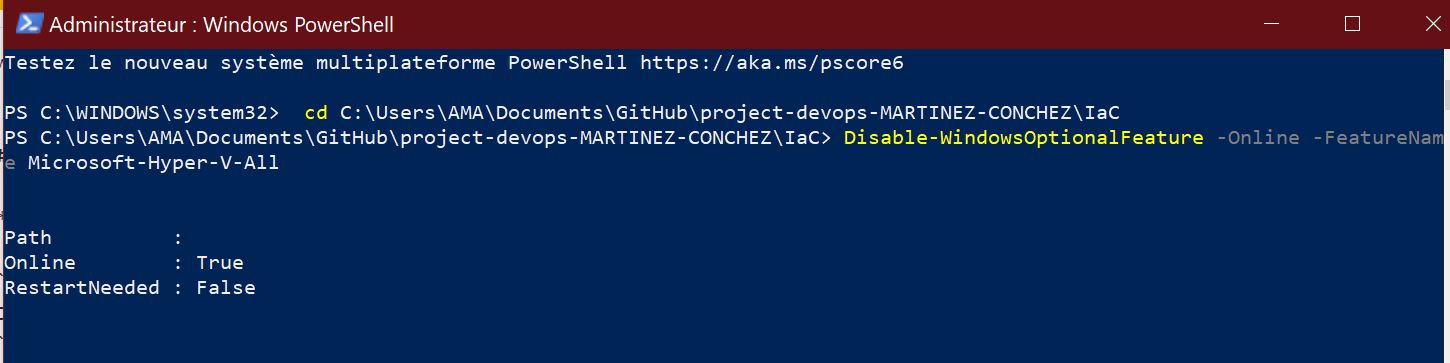 Administrateur : Windows PowerShell
Testez le nouveau système multiplateforme PowerShell https://aka.ms/pscore6
PS C:\WINDOWS\system32>  cd C:\Users\AMA\Documents\GitHub\project-devops-MARTINEZ-CONCHEZ\IaC
PS C:\Users\AMA\Documents\GitHub\project-devops-MARTINEZ-CONCHEZ\IaC> Disable-WindowsOptionalFeature -Online -FeatureNam
e Microsoft-Hyper-V-All
Path          :
Online        : True
RestartNeeded : False